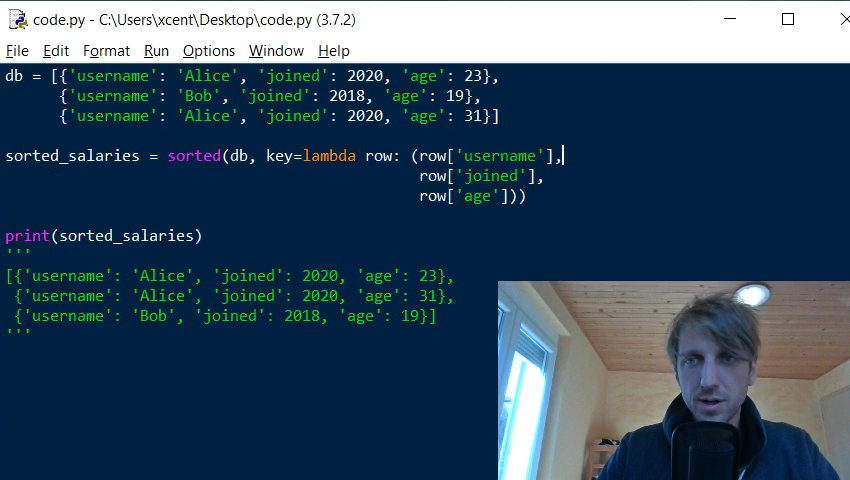 code.py - C:\Users\xcent\Desktop\code.py (3.7.2)
File Edit Format Run Options Window Help
db = [{'username': 'Alice', 'joined': 2020, 'age': 23},
      {'username': 'Bob', 'joined': 2018, 'age': 19},
      {'username': 'Alice', 'joined': 2020, 'age': 31}]
sorted_salaries = sorted(db, key=lambda row: (row['username'],
                                              row['joined'],
                                              row['age']))
print(sorted_salaries)
'''
[{'username': 'Alice', 'joined': 2020, 'age': 23},
 {'username': 'Alice', 'joined': 2020, 'age': 31},
 {'username': 'Bob', 'joined': 2018, 'age': 19}]
'''